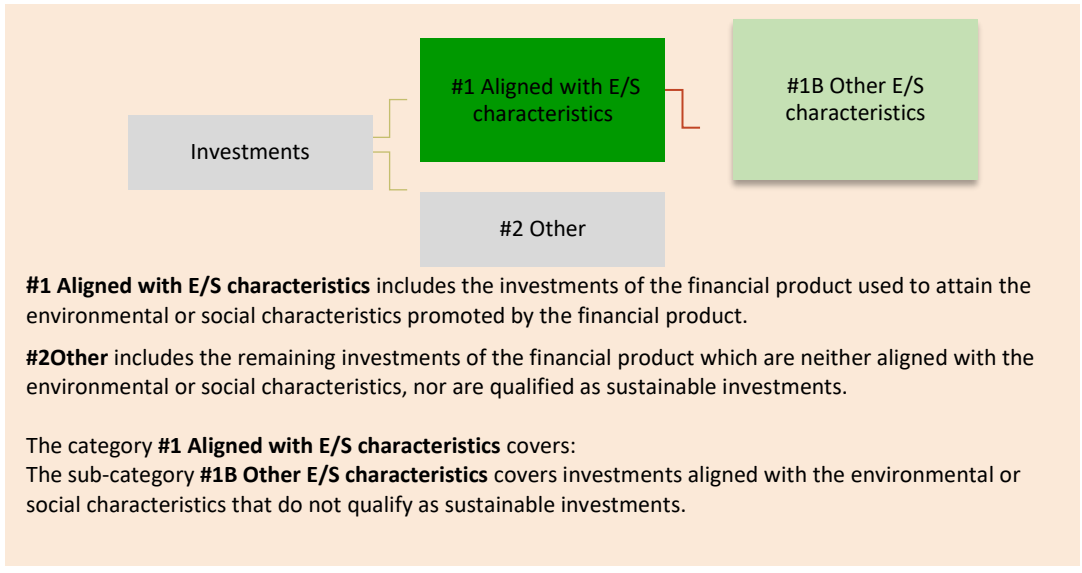 #1 Aligned with E/S
characteristics
#1B Other E/S
characteristics
Investments
#2 Other
#1 Aligned with E/S characteristics includes the investments of the financial product used to attain the
environmental or social characteristics promoted by the financial product.
#2Other includes the remaining investments of the financial product which are neither aligned with the
environmental or social characteristics, nor are qualified as sustainable investments.
The category #1 Aligned with E/S characteristics covers:
The sub-category #1B Other E/S characteristics covers investments aligned with the environmental or
social characteristics that do not qualify as sustainable investments.